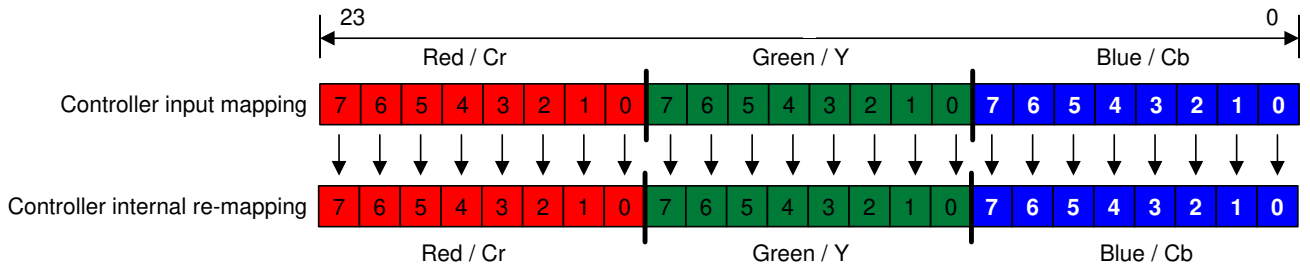 23 0
Red / Cr Green / Y Blue / Cb
Controller input mapping 7 6 5 4 3 2 1 0 7 6 5 4 3 2 1 0 7 6 5 4 3 2 1 0
Controller internal re-mapping 7 6 5 4 3 2 1 0 7 6 5 4 3 2 1 0 7 6 5 4 3 2 1 0
Red / Cr Green / Y Blue / Cb